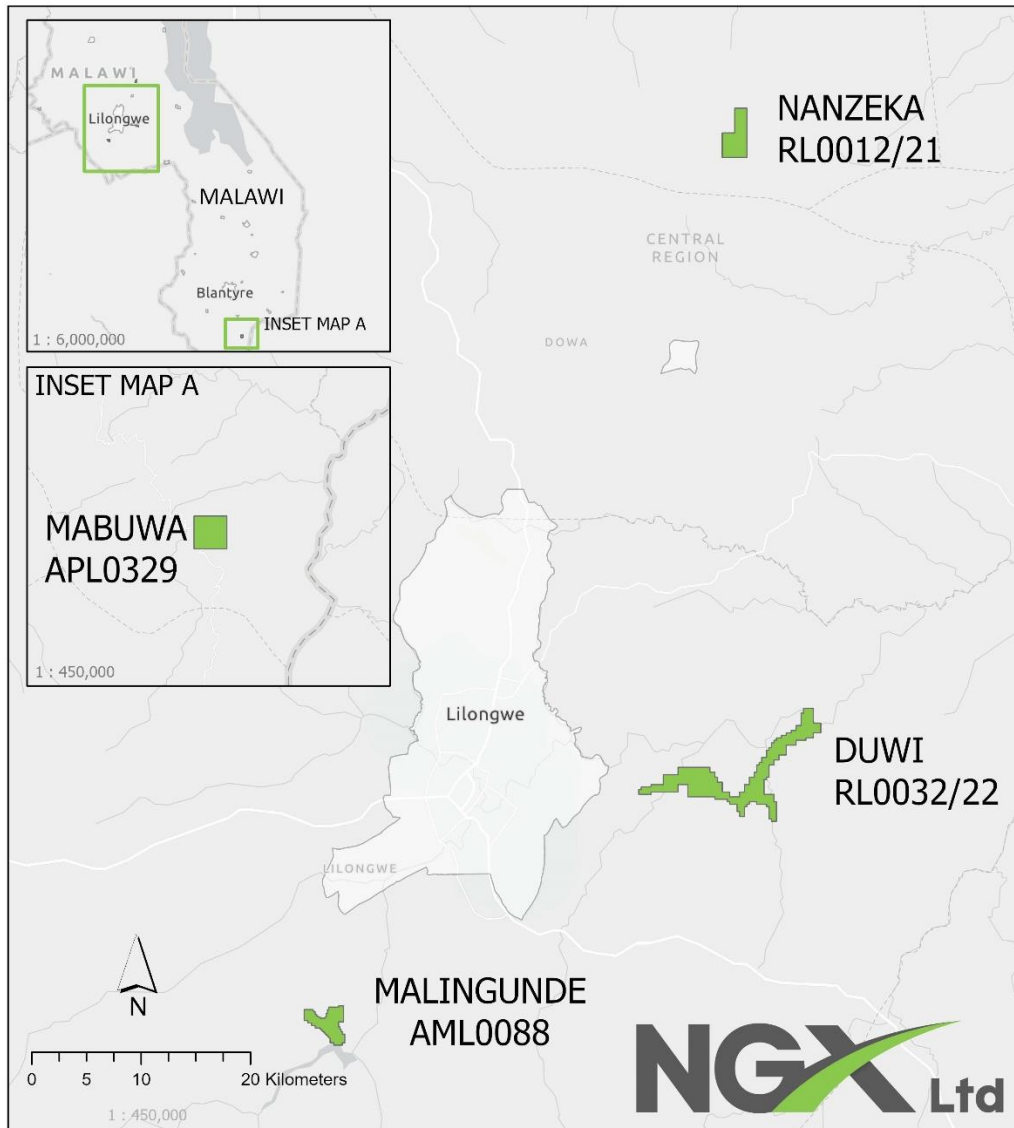 MALAWI
Lilongwe
MALAWI
Blantyre
INSET MAP A
1 : 6,000,000
INSET MAP A
MABUWA
APL0329
1 : 450,000
NANZEKA
RL0012/21
CENTRAL
REGION
DOWA
Lilongwe
DUWI
RL0032/22
LILONGWE
MALINGUNDE
AML0088
N
0 5 10 20 Kilometers
1 : 450,000
NGX Ltd